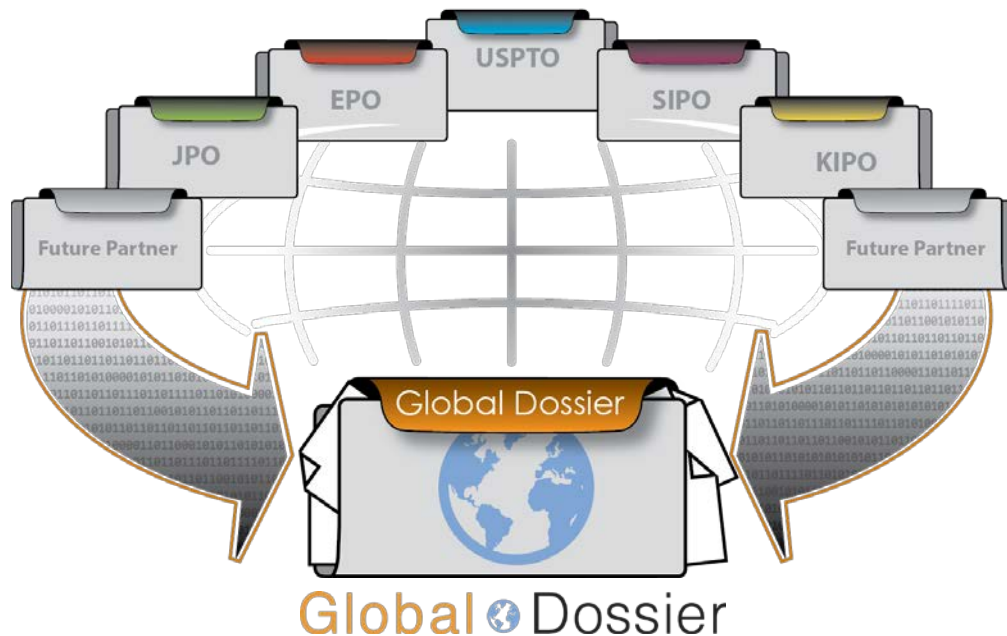 USPTO
EPO
SIPO
JPO
KIPO
Future Partner
Future Partner
Global Dossier
Global Dossier